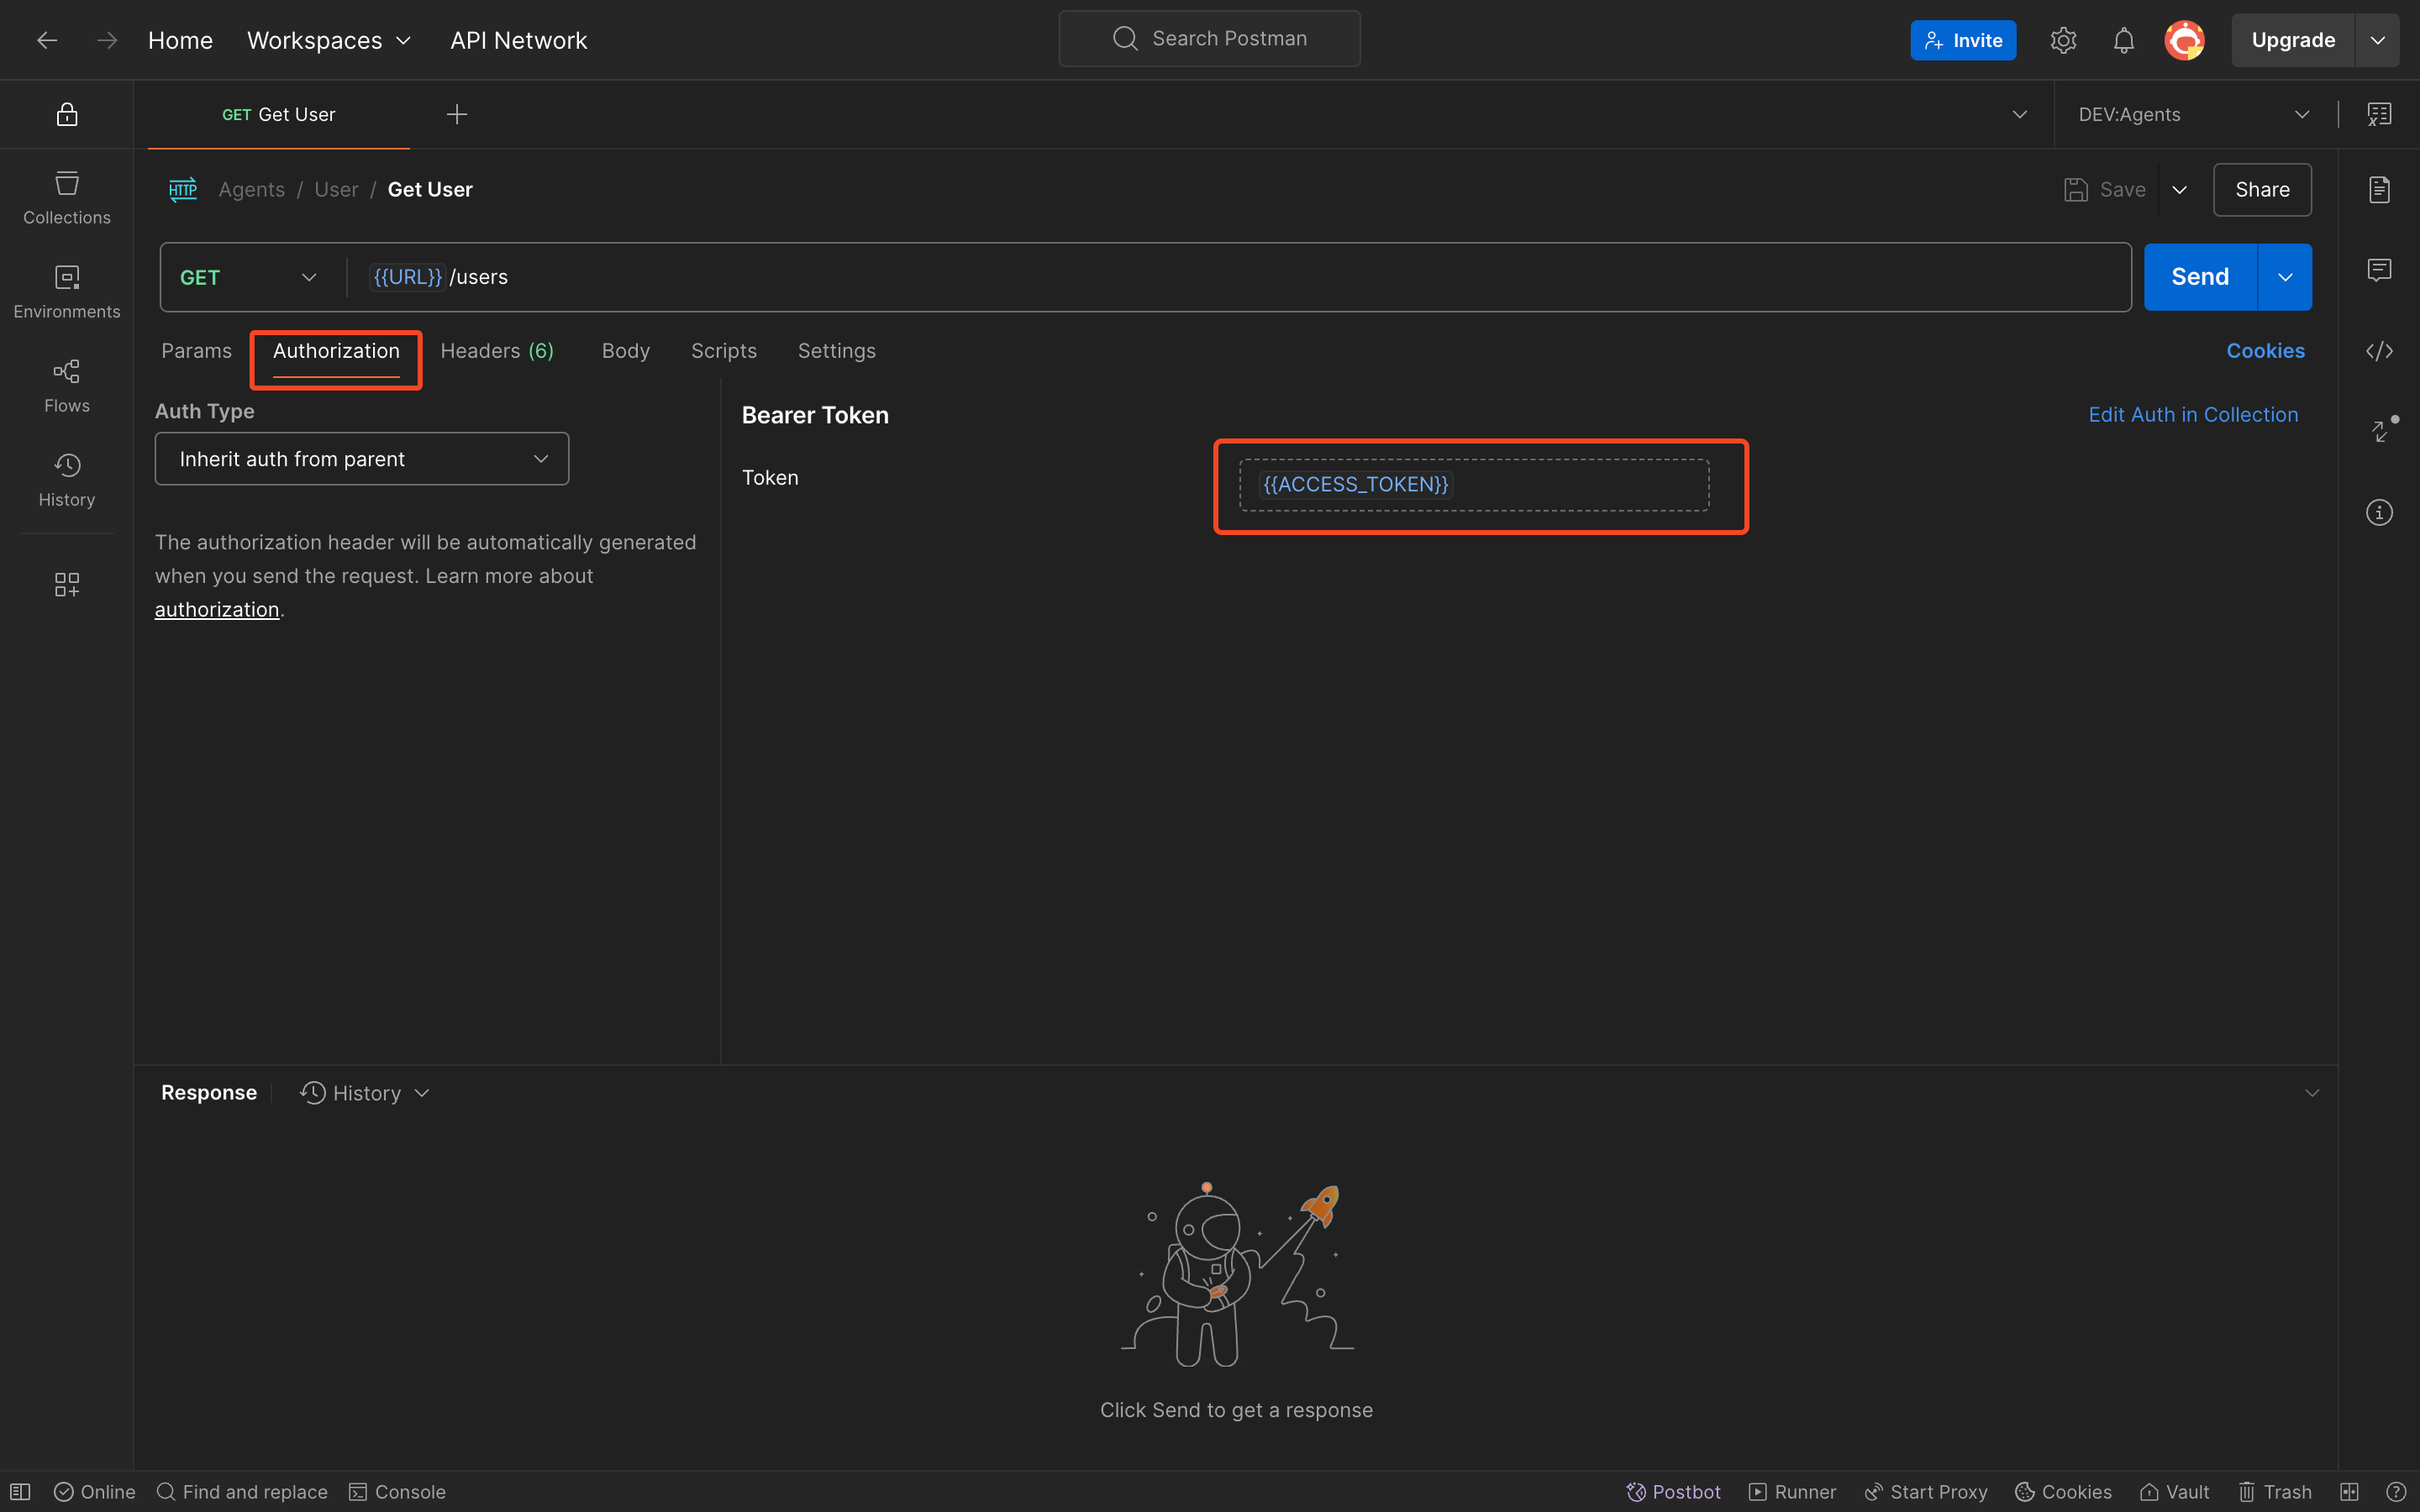 Home Workspaces API Network Search Postman Invite Upgrade
GET Get User DEV:Agents
HTTP Agents / User / Get User Save Share
GET {{URL}}/users Send
Params Authorization Headers (6) Body Scripts Settings Cookies
Collections
Environments
Flows
History
Auth Type
Inherit auth from parent
The authorization header will be automatically generated
when you send the request. Learn more about
authorization.
Bearer Token Edit Auth in Collection
Token {{ACCESS_TOKEN}}
Response History
Click Send to get a response
Online Find and replace Console Postbot Runner Start Proxy Cookies Vault Trash